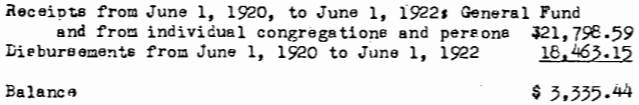 Receipts from June 1, 1920, to June 1, 1922: General Fund
and from individual congregations and persons $21,798.59
Disbursements from June 1, 1920 to June 1, 1922 18,463.15
Balance $ 3,335.44